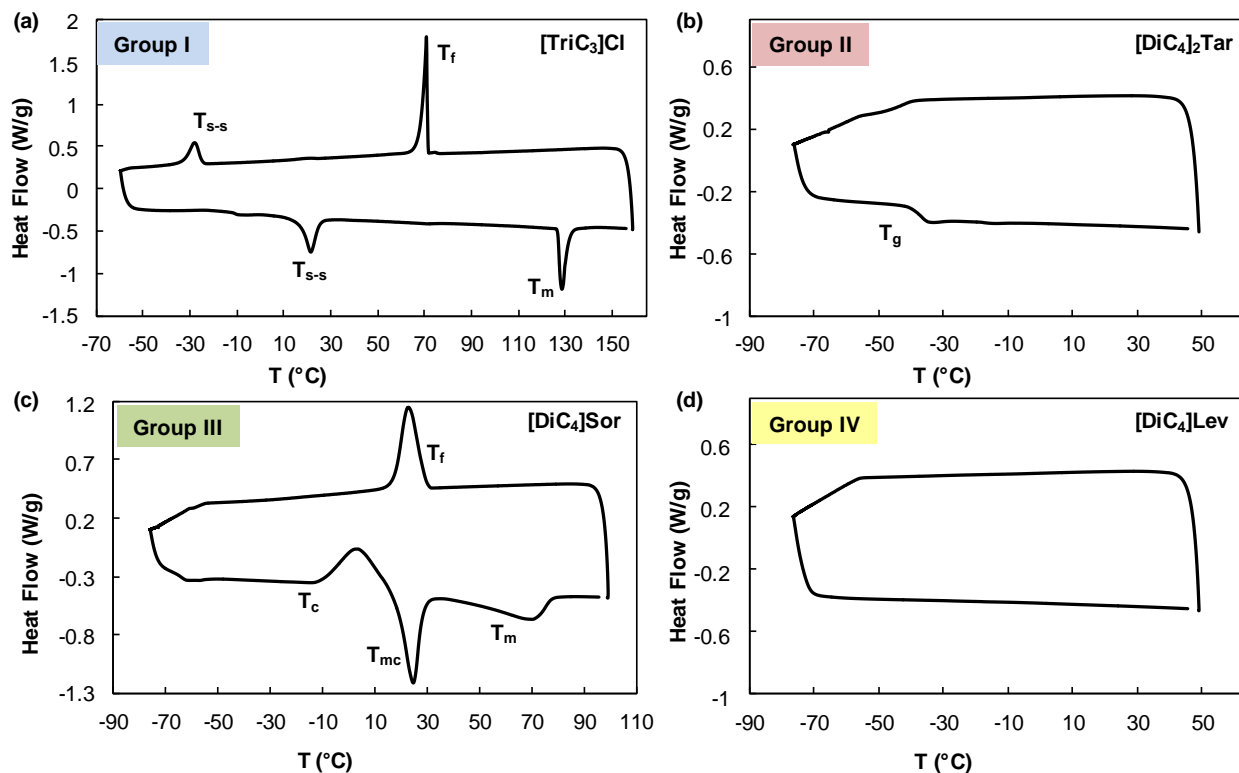 (a)
Group I
[TriC3]Cl
Heat Flow (W/g)
2
1.5
1
0.5
0
-0.5
-1
-1.5
Ts-s
Tf
Ts-s
Tm
-70 -50 -30 -10 10 30 50 70 90 110 130 150
T (°C)
(b)
Group II
[DiC4]2Tar
Heat Flow (W/g)
0.6
0.2
-0.2
-0.6
-1
Tg
-90 -70 -50 -30 -10 10 30 50
T (°C)
(c)
Group III
[DiC4]Sor
Heat Flow (W/g)
1.2
0.7
0.2
-0.3
-0.8
-1.3
Tf
Tc
Tmc
Tm
-90 -70 -50 -30 -10 10 30 50 70 90 110
T (°C)
(d)
Group IV
[DiC4]Lev
Heat Flow (W/g)
0.6
0.2
-0.2
-0.6
-1
-90 -70 -50 -30 -10 10 30 50
T (°C)